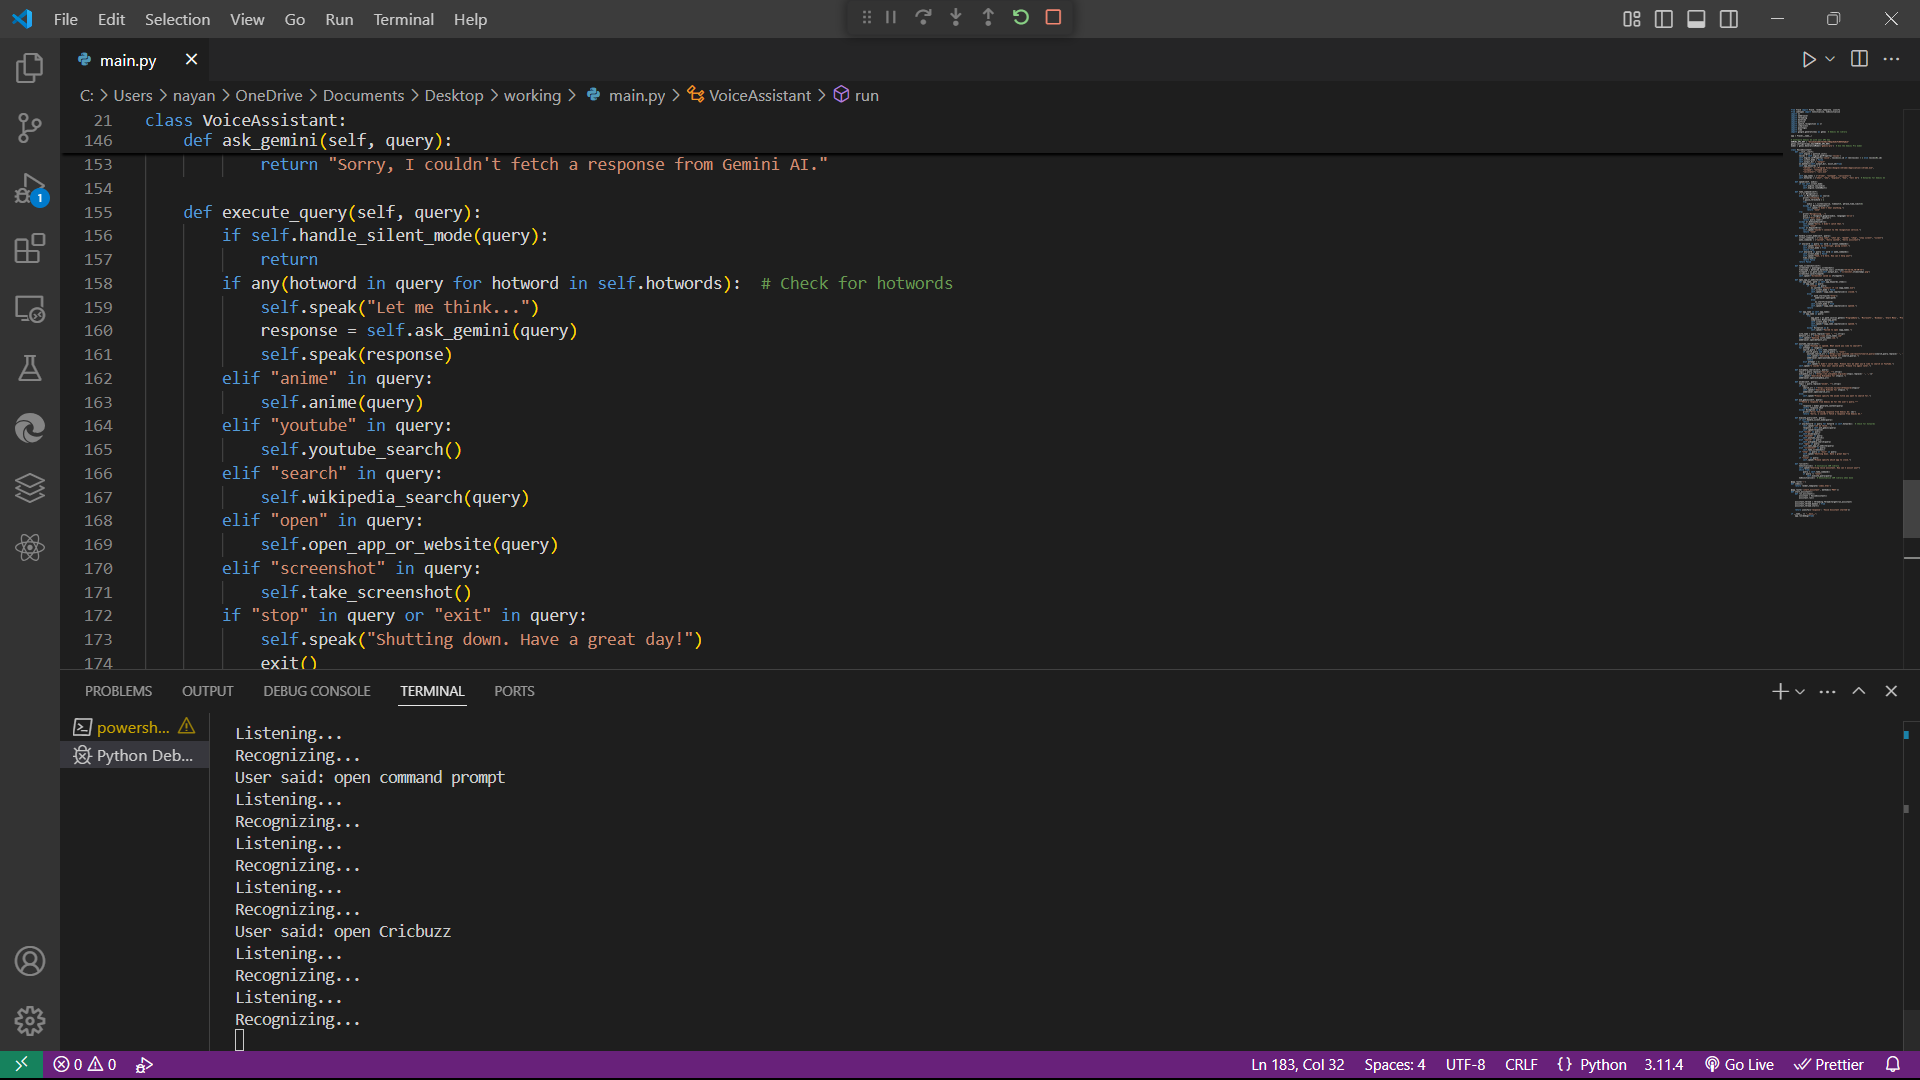 File Edit Selection View Go Run Terminal Help
main.py
C: > Users > nayan > OneDrive > Documents > Desktop > working > main.py > VoiceAssistant > run
21 class VoiceAssistant:
146 def ask_gemini(self, query):
153 return "Sorry, I couldn't fetch a response from Gemini AI."
154
155 def execute_query(self, query):
156 if self.handle_silent_mode(query):
157 return
158 if any(hotword in query for hotword in self.hotwords):  # Check for hotwords
159 self.speak("Let me think...")
160 response = self.ask_gemini(query)
161 self.speak(response)
162 elif "anime" in query:
163 self.anime(query)
164 elif "youtube" in query:
165 self.youtube_search()
166 elif "search" in query:
167 self.wikipedia_search(query)
168 elif "open" in query:
169 self.open_app_or_website(query)
170 elif "screenshot" in query:
171 self.take_screenshot()
172 if "stop" in query or "exit" in query:
173 self.speak("Shutting down. Have a great day!")
174 exit()
PROBLEMS OUTPUT DEBUG CONSOLE TERMINAL PORTS
powersh...
Python Deb...
1
Listening...
Recognizing...
User said: open command prompt
Listening...
Recognizing...
Listening...
Recognizing...
Listening...
Recognizing...
User said: open Cricbuzz
Listening...
Recognizing...
Listening...
Recognizing...
0 0 Ln 183, Col 32 Spaces: 4 UTF-8 CRLF {} Python 3.11.4 Go Live Prettier